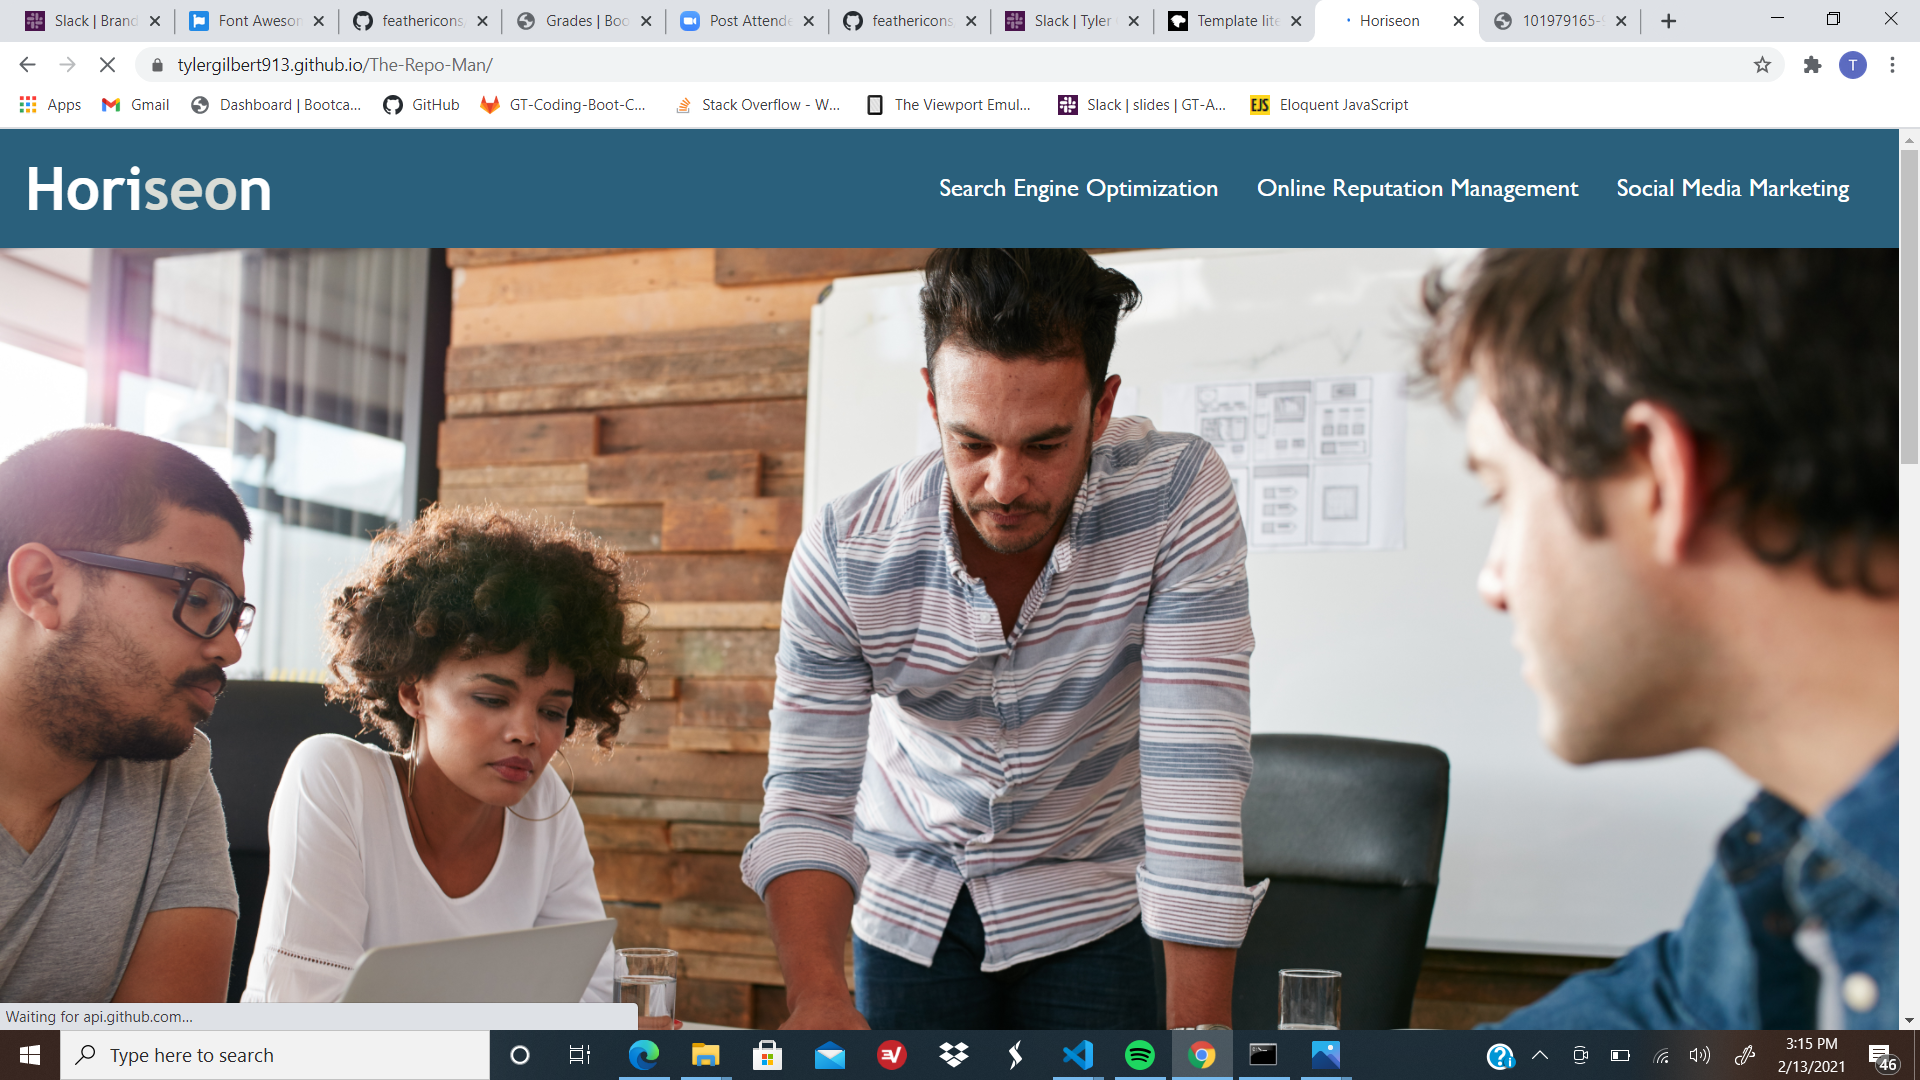 Slack | Brand
Font Aweson
feathericons
Grades | Boo
Post Attende
feathericons
Slack | Tyler
Template lite
Horiseon
101979165-
tylergilbert913.github.io/The-Repo-Man/
T
Apps
Gmail
Dashboard | Bootca...
GitHub
GT-Coding-Boot-C...
Stack Overflow - W...
The Viewport Emul...
Slack | slides | GT-A...
EJS
Eloquent JavaScript
Horiseon
Search Engine Optimization
Online Reputation Management
Social Media Marketing
Waiting for api.github.com...
Type here to search
3:15 PM
2/13/2021
46